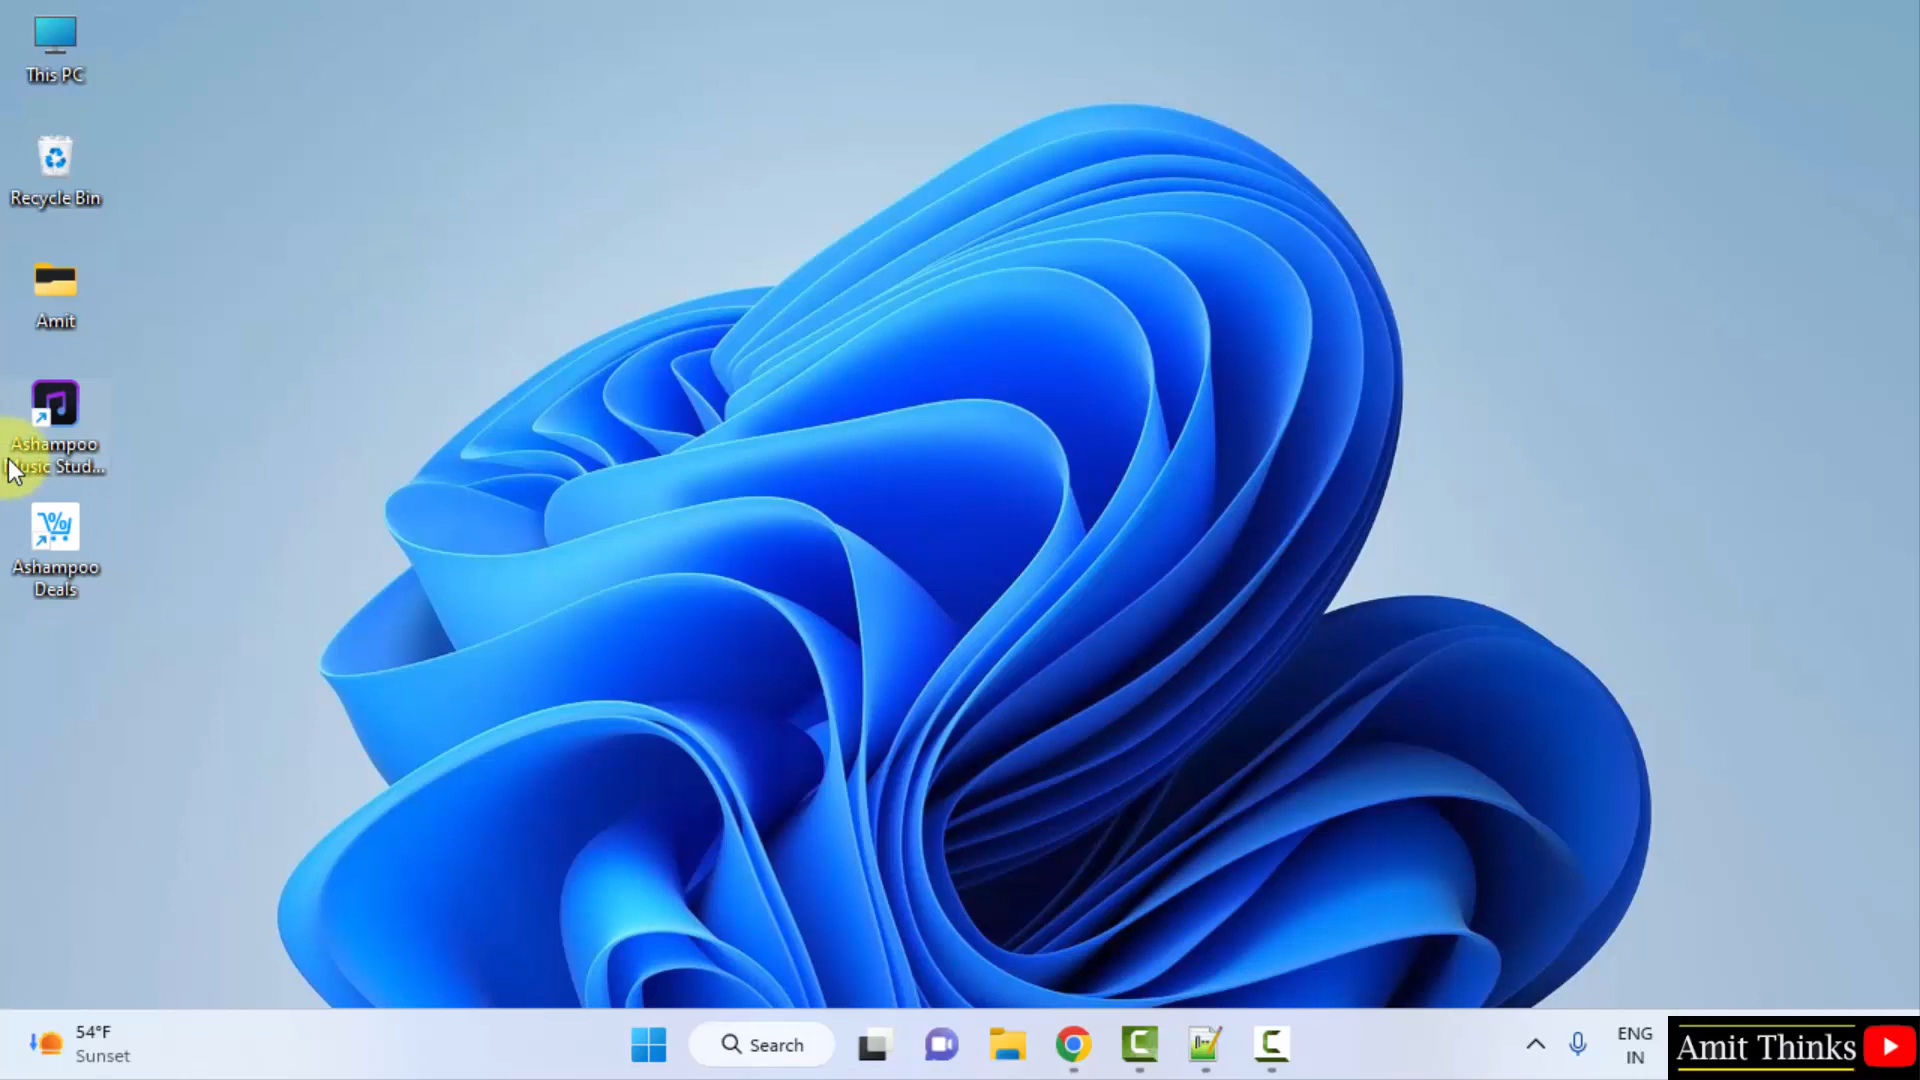 This PC
Recycle Bin
Amit
Ashampoo
Music Stud...
Ashampoo
Deals
54°F
Sunset
Search
ENG
IN
Amit Thinks